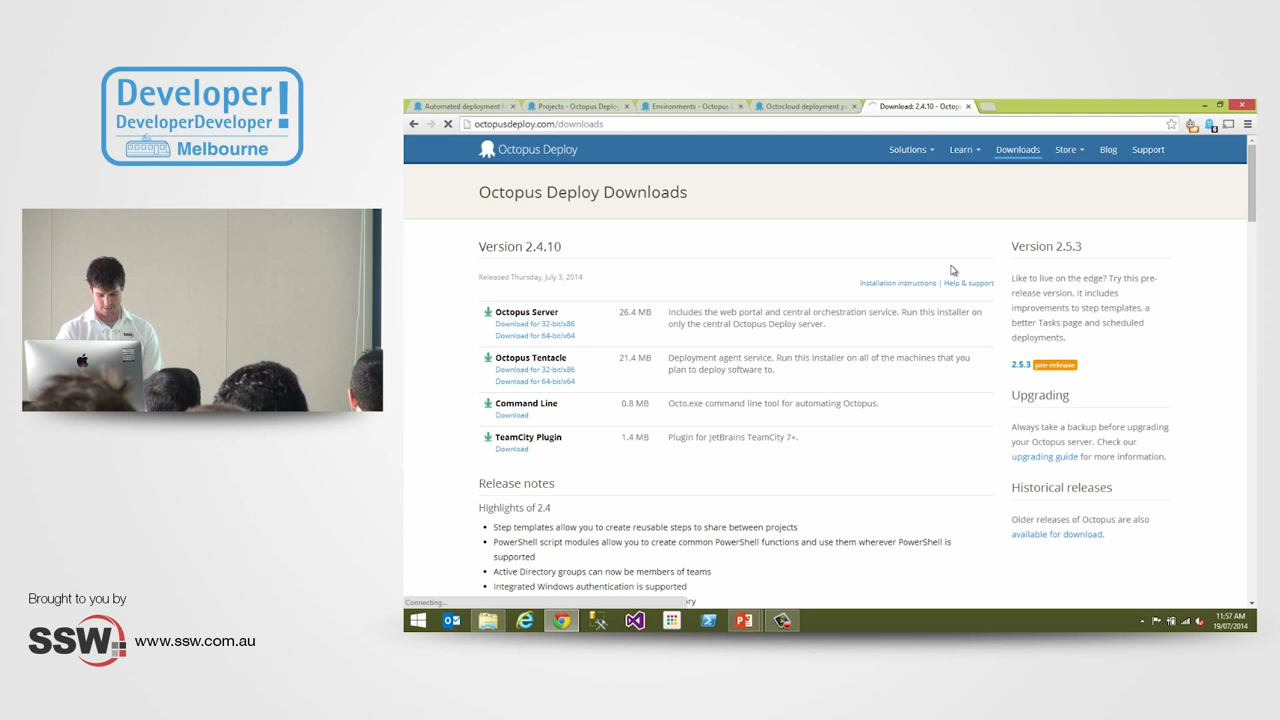 Developer!
DeveloperDeveloper
Melbourne
Brought to you by
SSW
www.ssw.com.au
Automated deployment
Projects - Octopus Deploy
Environments - Octopus
Octocloud deployment p
Download: 2.4.10 - Octop
octopusdeploy.com/downloads
Octopus Deploy
Solutions
Learn
Downloads
Store
Blog
Support
Octopus Deploy Downloads
Version 2.4.10
Released Thursday, July 3, 2014
Installation instructions | Help & support
Octopus Server
Download for 32-bit/x86
Download for 64-bit/x64
26.4 MB
Includes the web portal and central orchestration service. Run this installer on
only the central Octopus Deploy server.
Octopus Tentacle
Download for 32-bit/x86
Download for 64-bit/x64
21.4 MB
Deployment agent service. Run this installer on all of the machines that you
plan to deploy software to.
Command Line
Download
0.8 MB
Octo.exe command line tool for automating Octopus.
TeamCity Plugin
Download
1.4 MB
Plugin for JetBrains TeamCity 7+.
Release notes
Highlights of 2.4
Step templates allow you to create reusable steps to share between projects
PowerShell script modules allow you to create common PowerShell functions and use them wherever PowerShell is
supported
Active Directory groups can now be members of teams
Integrated Windows authentication is supported
Version 2.5.3
Like to live on the edge? Try this pre-
release version. It includes
improvements to step templates, a
better Tasks page and scheduled
deployments.
2.5.3 pre-release
Upgrading
Always take a backup before upgrading
your Octopus server. Check our
upgrading guide for more information.
Historical releases
Older releases of Octopus are also
available for download.
Connecting...
11:57 AM
19/07/2014